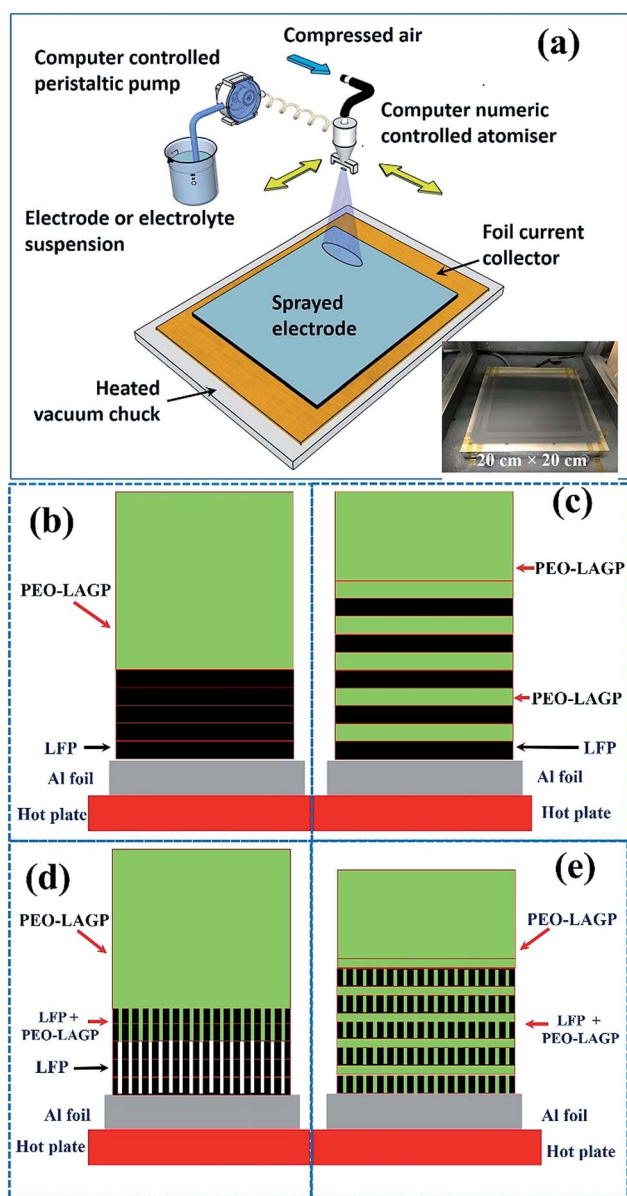 Compressed air
(a)
Computer controlled
peristaltic pump
Computer numeric
controlled atomiser
Electrode or electrolyte
suspension
Foil current
collector
Sprayed
electrode
Heated
vacuum chuck
20 cm × 20 cm
(b)
PEO-LAGP
LFP
Al foil
Hot plate
(c)
PEO-LAGP
PEO-LAGP
LFP
Al foil
Hot plate
(d)
PEO-LAGP
LFP +
PEO-LAGP
LFP
Al foil
Hot plate
(e)
PEO-LAGP
LFP +
PEO-LAGP
Al foil
Hot plate